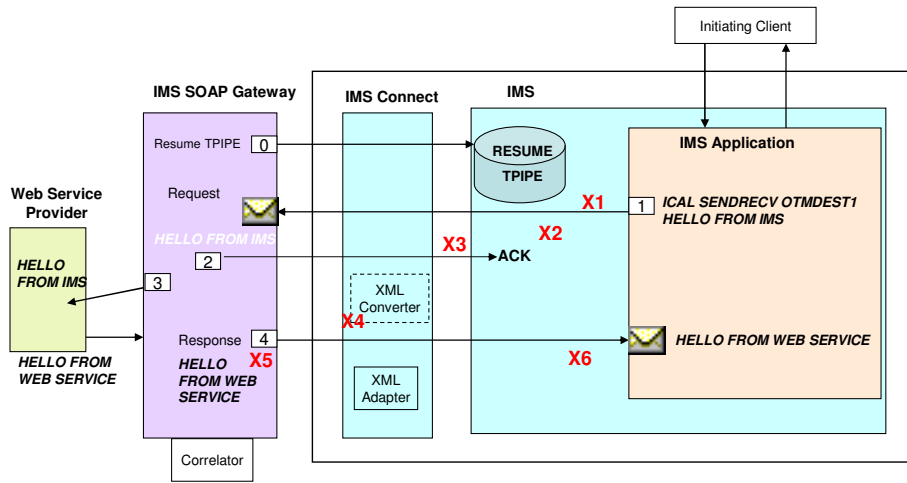 Initiating Client
IMS SOAP Gateway
IMS Connect
IMS
Resume TPIPE
0
RESUME
TPIPE
IMS Application
Request
X1
1
ICAL SENDRECV OTMDEST1
HELLO FROM IMS
Web Service
Provider
HELLO FROM IMS
X2
X3
2
ACK
HELLO
FROM IMS
3
XML
Converter
X4
Response
4
X5
X6
HELLO FROM WEB SERVICE
HELLO FROM
WEB SERVICE
HELLO
FROM WEB
SERVICE
XML
Adapter
Correlator